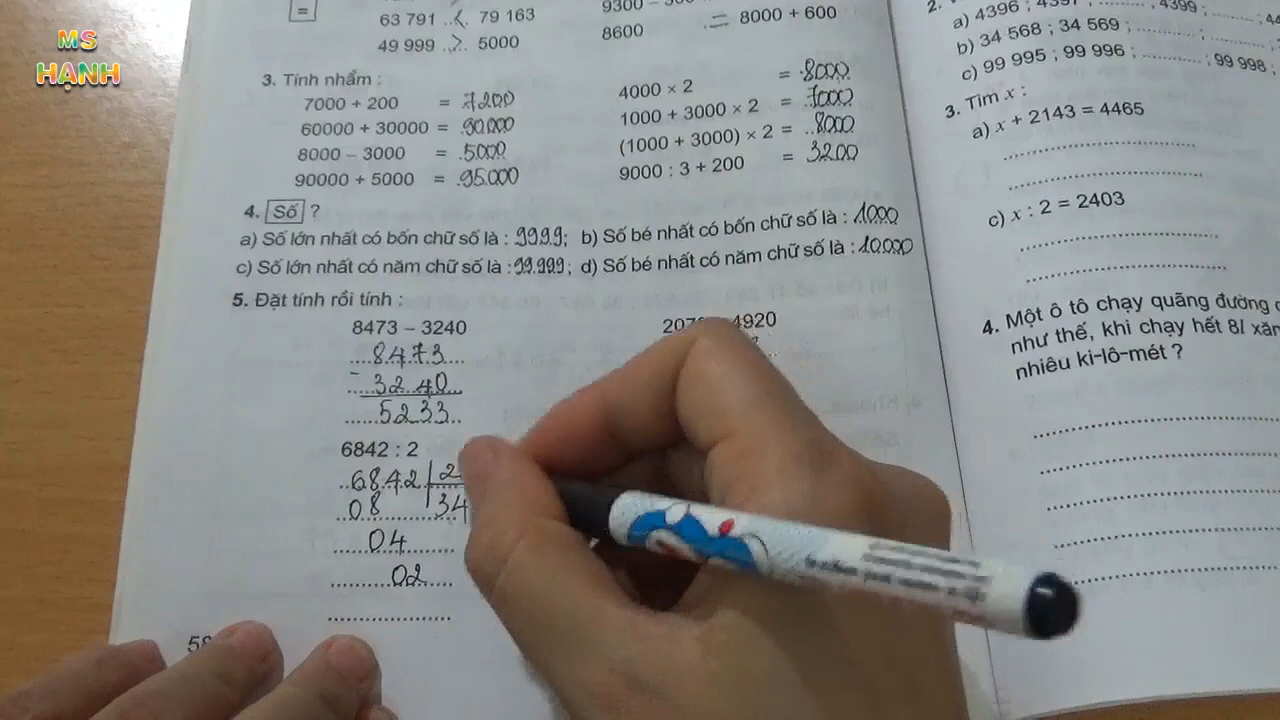 MS
HẠNH
=
63 791 ..<.. 79 163
49 999 ..>.. 5000
8600 ..=.. 8000 + 600
3. Tính nhẩm :
7000 + 200 = 7200
60000 + 30000 = 90000
8000 – 3000 = 5000
90000 + 5000 = 95000
4000 × 2 = 8000
1000 + 3000 × 2 = 7000
(1000 + 3000) × 2 = 8000
9000 : 3 + 200 = 3200
4. Số ?
a) Số lớn nhất có bốn chữ số là : 9999; b) Số bé nhất có bốn chữ số là : 1000
c) Số lớn nhất có năm chữ số là : 99.999; d) Số bé nhất có năm chữ số là : 10000
5. Đặt tính rồi tính :
8473 – 3240
8473
-
3240
5233
4920
6842 : 2
6842 2
08 34
04
02
2.
a) 4396 ; 4397 ; ......... ; 4399 ; .........
b) 34 568 ; 34 569 ; ......... ; .........
c) 99 995 ; 99 996 ; ......... ; 99 998 ;
3. Tìm x :
a) x + 2143 = 4465
c) x : 2 = 2403
4. Một ô tô chạy quãng đường
như thế, khi chạy hết 8l
nhiêu ki-lô-mét ?